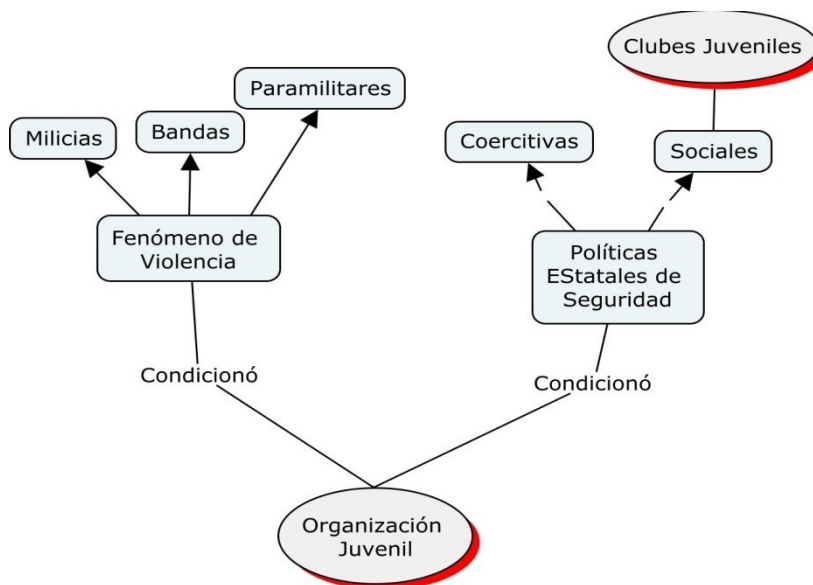 Clubes Juveniles
Paramilitares
Milicias
Bandas
Coercitivas
Sociales
Fenómeno de
Violencia
Políticas
EStatales de
Seguridad
Condicionó
Condicionó
Organización
Juvenil